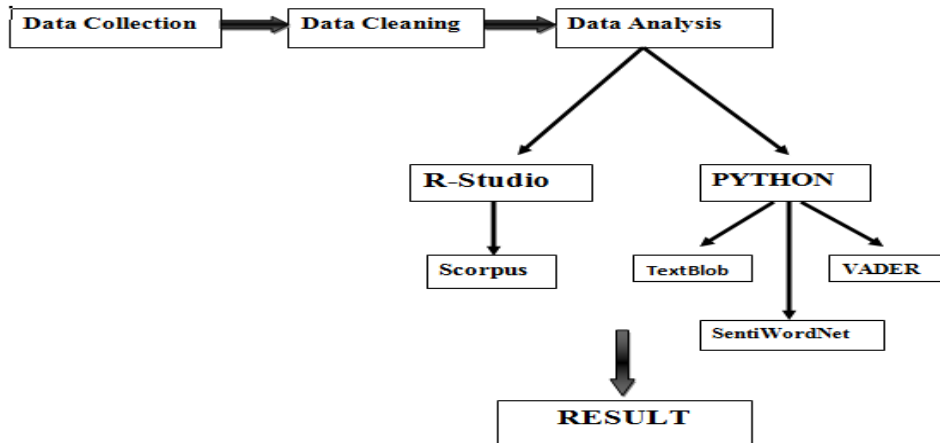 Data Collection
Data Cleaning
Data Analysis
R-Studio
PYTHON
Scorpus
TextBlob
VADER
SentiWordNet
RESULT